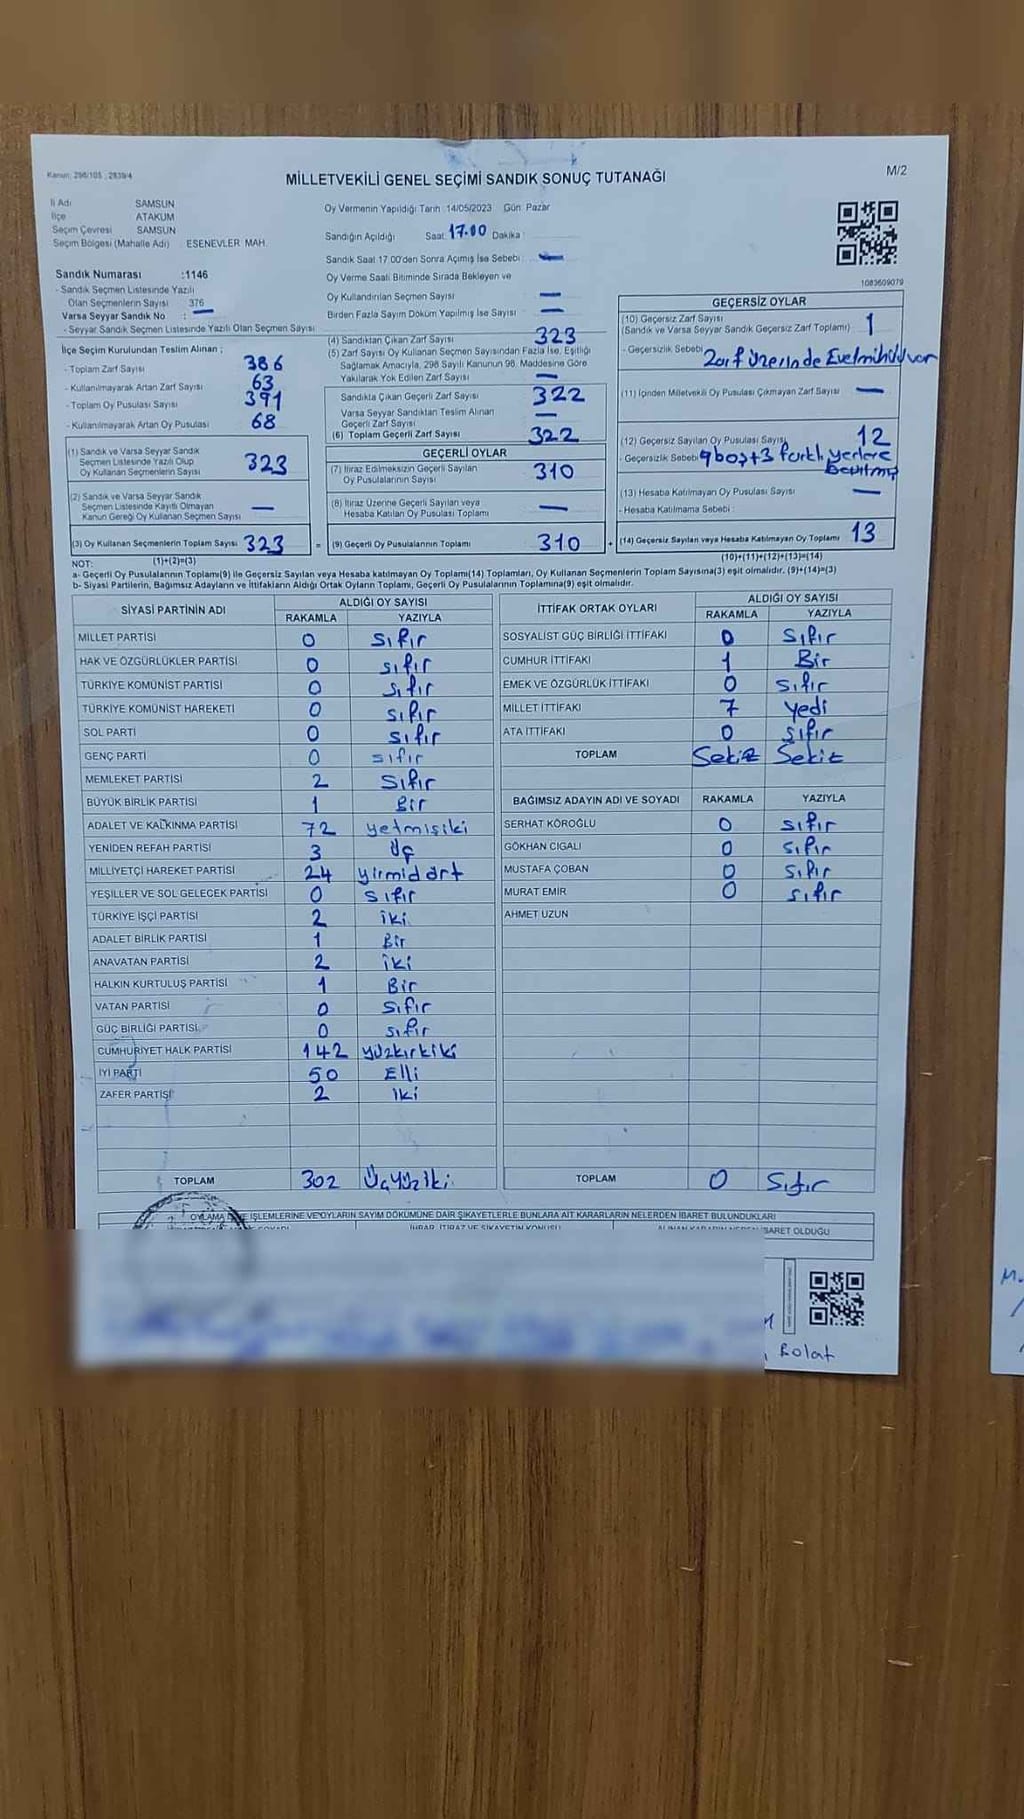 Kanun: 298/105 , 2839/4
MİLLETVEKİLİ GENEL SEÇİMİ SANDIK SONUÇ TUTANAĞI
M/2
İl Adı SAMSUN
İlçe ATAKUM
Seçim Çevresi SAMSUN
Seçim Bölgesi (Mahalle Adı) ESENEVLER MAH.
Sandık Numarası :1146
- Sandık Seçmen Listesinde Yazılı
Olan Seçmenlerin Sayısı 376
Varsa Seyyar Sandık No : —
- Seyyar Sandık Seçmen Listesinde Yazılı Olan Seçmen Sayısı
Oy Vermenin Yapıldığı Tarih :14/05/2023 Gün: Pazar
Sandığın Açıldığı Saat: 17.00 Dakika :
Sandık Saat 17.00'den Sonra Açımış İse Sebebi : —
Oy Verme Saati Bitiminde Sırada Bekleyen ve
Oy Kullandırılan Seçmen Sayısı —
Birden Fazla Sayım Döküm Yapılmış İse Sayısı : —
1083609079
İlçe Seçim Kurulundan Teslim Alınan ;
- Toplam Zarf Sayısı 386
- Kullanılmayarak Artan Zarf Sayısı 63
- Toplam Oy Pusulası Sayısı 391
- Kullanılmayarak Artan Oy Pusulası 68
(1) Sandık ve Varsa Seyyar Sandık
Seçmen Listesinde Yazılı Olup
Oy Kullanan Seçmenlerin Sayısı 323
(2) Sandık ve Varsa Seyyar Sandık
Seçmen Listesinde Kayıtlı Olmayan
Kanun Gereği Oy Kullanan Seçmen Sayısı —
(3) Oy Kullanan Seçmenlerin Toplam Sayısı 323
(1)+(2)=(3)
(4) Sandıktan Çıkan Zarf Sayısı 323
(5) Zarf Sayısı Oy Kullanan Seçmen Sayısından Fazla İse, Eşitliği
Sağlamak Amacıyla, 298 Sayılı Kanunun 98. Maddesine Göre
Yakılarak Yok Edilen Zarf Sayısı —
Sandıkta Çıkan Geçerli Zarf Sayısı 322
Varsa Seyyar Sandıktan Teslim Alınan
Geçerli Zarf Sayısı —
(6) Toplam Geçerli Zarf Sayısı 322
GEÇERLİ OYLAR
(7) İtiraz Edilmeksizin Geçerli Sayılan
Oy Pusulalarının Sayısı 310
(8) İtiraz Üzerine Geçerli Sayılan veya
Hesaba Katılan Oy Pusulası Toplamı —
= (9) Geçerli Oy Pusulalarının Toplamı 310 +
GEÇERSİZ OYLAR
(10) Geçersiz Zarf Sayısı
(Sandık ve Varsa Seyyar Sandık Geçersiz Zarf Toplamı) 1
- Geçersizlik Sebebi Zarf üzerinde
(11) İçinden Milletvekili Oy Pusulası Çıkmayan Zarf Sayısı —
(12) Geçersiz Sayılan Oy Pusulası Sayısı 12
- Geçersizlik Sebebi 9 boş+3 farklı yerlere
basılmış
(13) Hesaba Katılmayan Oy Pusulası Sayısı —
- Hesaba Katılmama Sebebi :
(14) Geçersiz Sayılan veya Hesaba Katılmayan Oy Toplamı 13
(10)+(11)+(12)+(13)=(14)
NOT:
a- Geçerli Oy Pusulalarının Toplamı(9) ile Geçersiz Sayılan veya Hesaba katılmayan Oy Toplamı(14) Toplamları, Oy Kullanan Seçmenlerin Toplam Sayısına(3) eşit olmalıdır. (9)+(14)=(3)
b- Siyasi Partilerin, Bağımsız Adayların ve İttifakların Aldığı Ortak Oyların Toplamı, Geçerli Oy Pusulalarının Toplamına(9) eşit olmalıdır.
SİYASİ PARTİNİN ADI ALDIĞI OY SAYISI
RAKAMLA YAZIYLA
MİLLET PARTİSİ 0 sıfır
HAK VE ÖZGÜRLÜKLER PARTİSİ 0 sıfır
TÜRKİYE KOMÜNİST PARTİSİ 0 sıfır
TÜRKİYE KOMÜNİST HAREKETİ 0 sıfır
SOL PARTİ 0 sıfır
GENÇ PARTİ 0 sıfır
MEMLEKET PARTİSİ 2 sıfır
BÜYÜK BİRLİK PARTİSİ 1 Bir
ADALET VE KALKINMA PARTİSİ 72 yetmişiki
YENİDEN REFAH PARTİSİ 3 Üç
MİLLİYETÇİ HAREKET PARTİSİ 24 yirmidört
YEŞİLLER VE SOL GELECEK PARTİSİ 0 sıfır
TÜRKİYE İŞÇİ PARTİSİ 2 iki
ADALET BİRLİK PARTİSİ 1 Bir
ANAVATAN PARTİSİ 2 iki
HALKIN KURTULUŞ PARTİSİ 1 Bir
VATAN PARTİSİ 0 sıfır
GÜÇ BİRLİĞİ PARTİSİ 0 sıfır
CUMHURİYET HALK PARTİSİ 142 yüzkırkiki
İYİ PARTİ 50 Elli
ZAFER PARTİSİ 2 iki
TOPLAM 302 Üçyüziki
İTTİFAK ORTAK OYLARI ALDIĞI OY SAYISI
RAKAMLA YAZIYLA
SOSYALİST GÜÇ BİRLİĞİ İTTİFAKI 0 sıfır
CUMHUR İTTİFAKI 1 Bir
EMEK VE ÖZGÜRLÜK İTTİFAKI 0 sıfır
MİLLET İTTİFAKI 7 yedi
ATA İTTİFAKI 0 sıfır
TOPLAM Sekiz Sekiz
BAĞIMSIZ ADAYIN ADI VE SOYADI RAKAMLA YAZIYLA
SERHAT KÖROĞLU 0 sıfır
GÖKHAN CIGALI 0 sıfır
MUSTAFA ÇOBAN 0 sıfır
MURAT EMİR 0 sıfır
AHMET UZUN
TOPLAM 0 Sıfır
OYLAMA İŞLEMLERİNE VE OYLARIN SAYIM DÖKÜMÜNE DAİR ŞİKAYETLERLE BUNLARA AİT KARARLARIN NELERDEN İBARET BULUNDUKLARI
İHBAR, İTİRAZ VE ŞİKAYETİN KONUSU İBARET OLDUĞU
Bolat